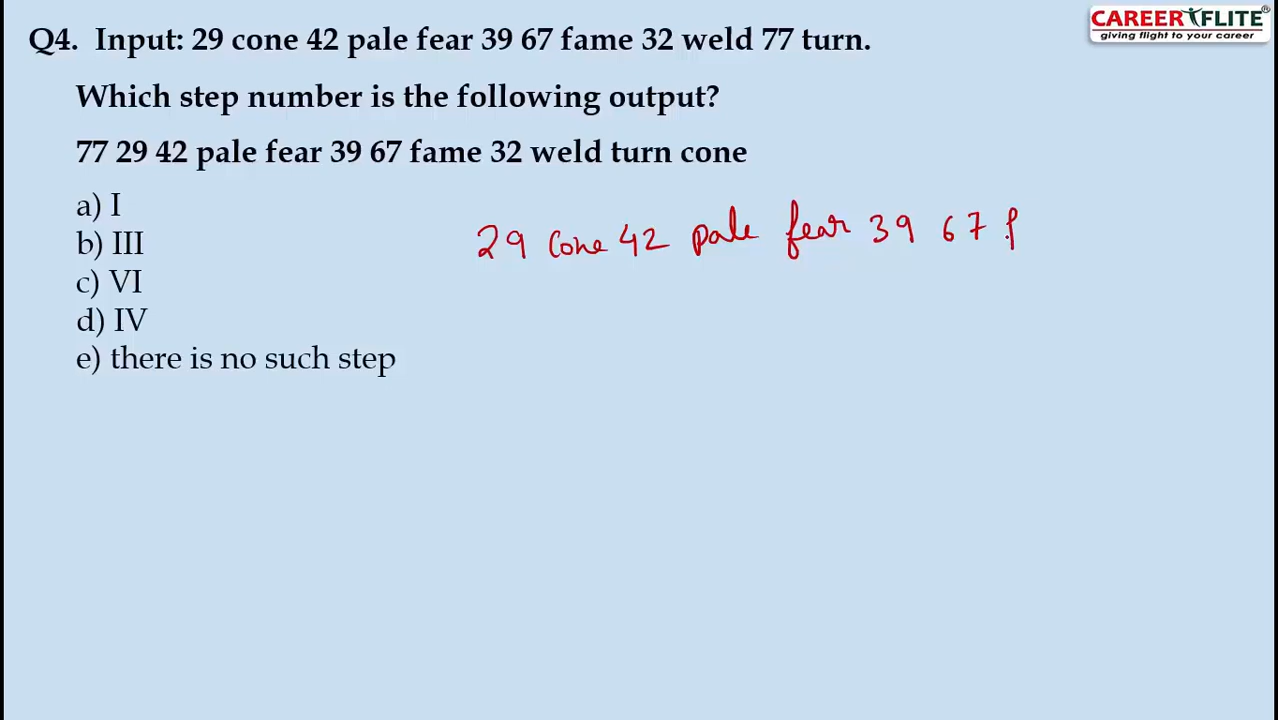 CAREER FLITE
giving flight to your career
Q4. Input: 29 cone 42 pale fear 39 67 fame 32 weld 77 turn.
Which step number is the following output?
77 29 42 pale fear 39 67 fame 32 weld turn cone
a) I
b) III
c) VI
d) IV
e) there is no such step
29 cone 42 pale fear 39 67 f